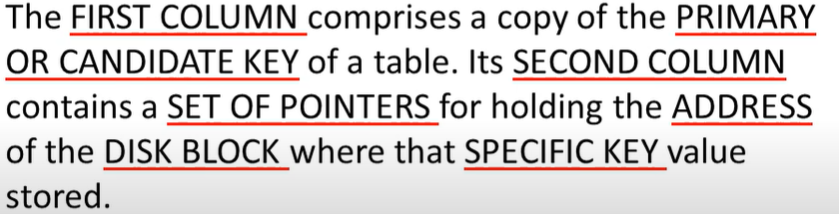 The FIRST COLUMN comprises a copy of the PRIMARY
OR CANDIDATE KEY of a table. Its SECOND COLUMN
contains a SET OF POINTERS for holding the ADDRESS
of the DISK BLOCK where that SPECIFIC KEY value
stored.